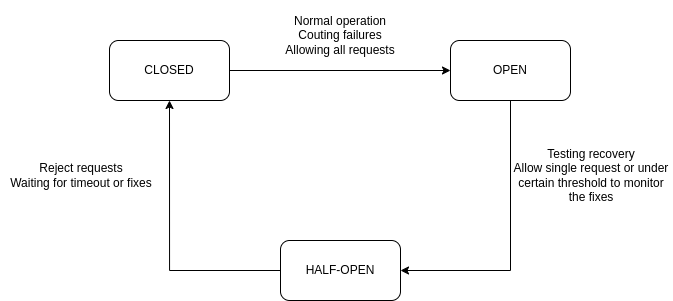 Normal operation
Couting failures
Allowing all requests
CLOSED
OPEN
Reject requests
Waiting for timeout or fixes
Testing recovery
Allow single request or under
certain threshold to monitor
the fixes
HALF-OPEN